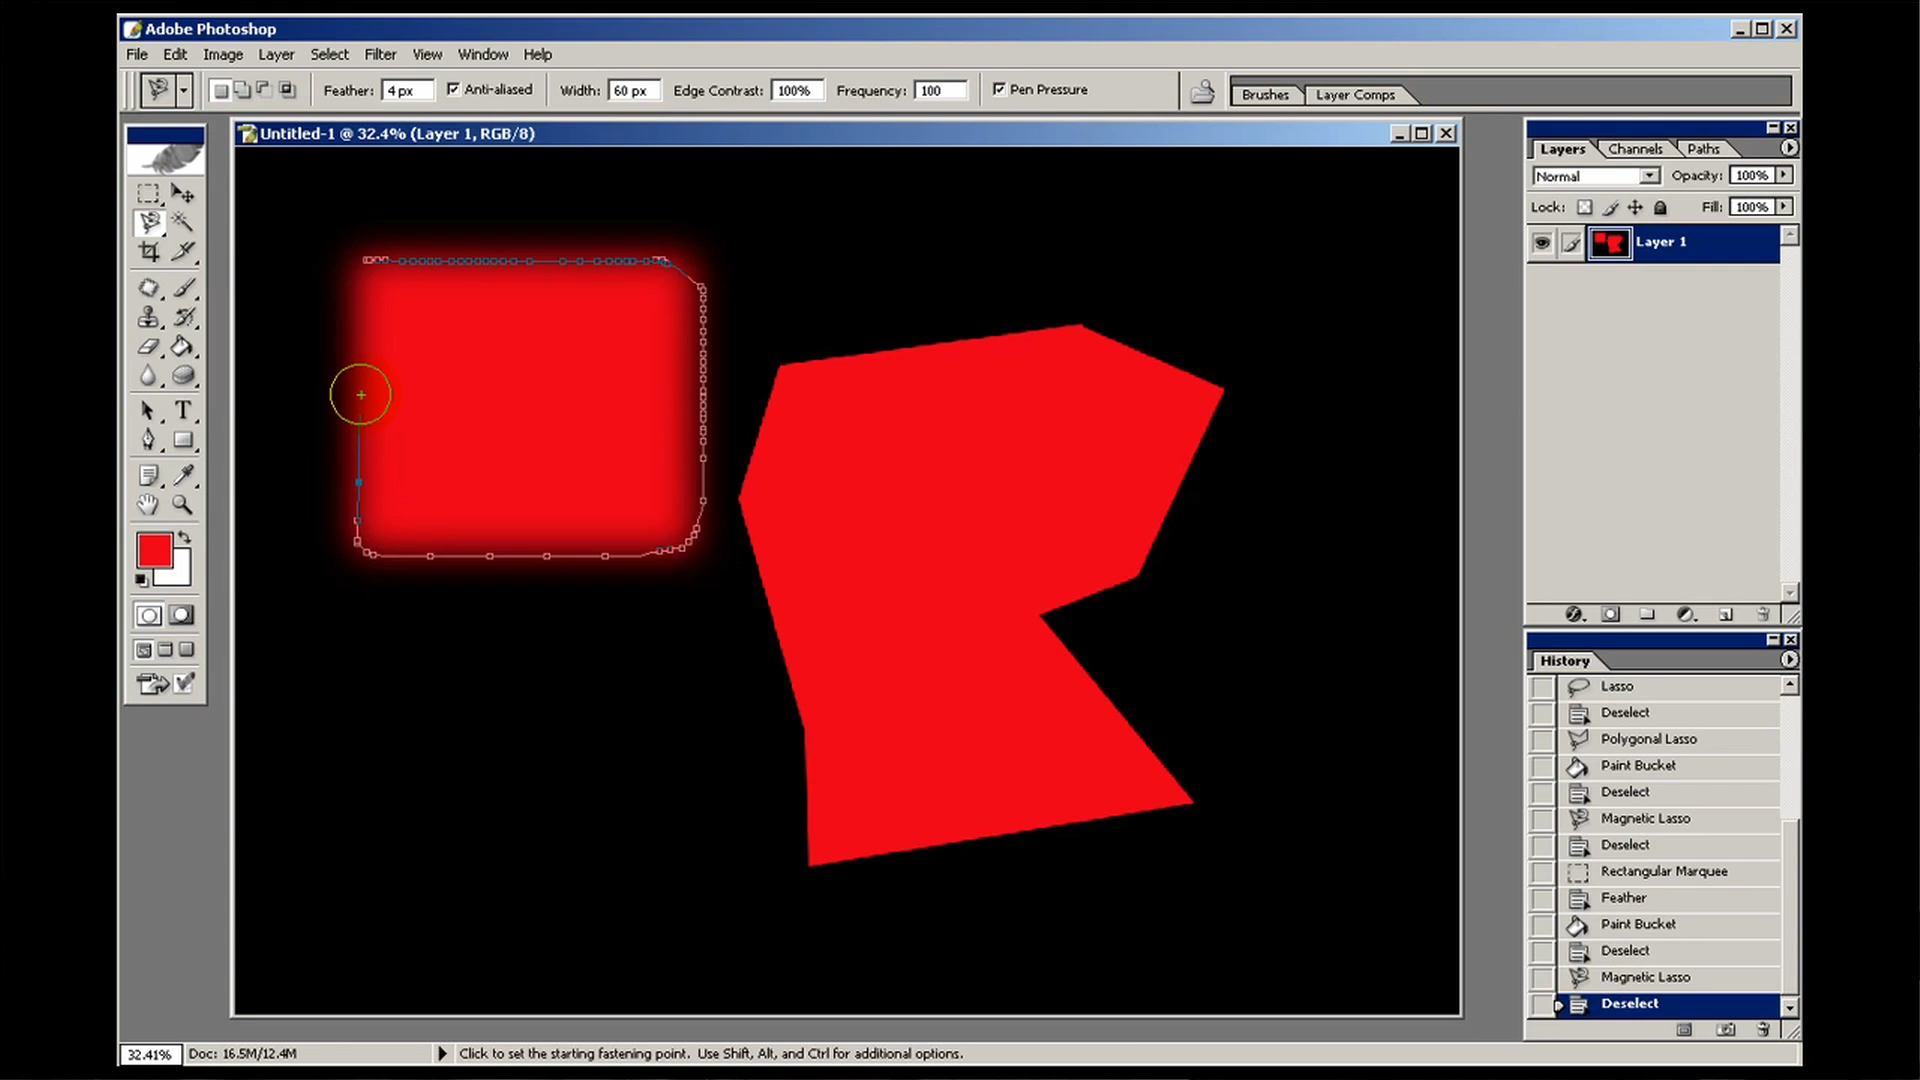 Adobe Photoshop
File Edit Image Layer Select Filter View Window Help
Feather: 4 px Anti-aliased Width: 60 px Edge Contrast: 100% Frequency: 100 Pen Pressure Brushes Layer Comps
Untitled-1 @ 32.4% (Layer 1, RGB/8)
T
Layers Channels Paths
Normal Opacity: 100%
Lock: Fill: 100%
Layer 1
History
Lasso
Deselect
Polygonal Lasso
Paint Bucket
Deselect
Magnetic Lasso
Deselect
Rectangular Marquee
Feather
Paint Bucket
Deselect
Magnetic Lasso
Deselect
32.41% Doc: 16.5M/12.4M Click to set the starting fastening point. Use Shift, Alt, and Ctrl for additional options.